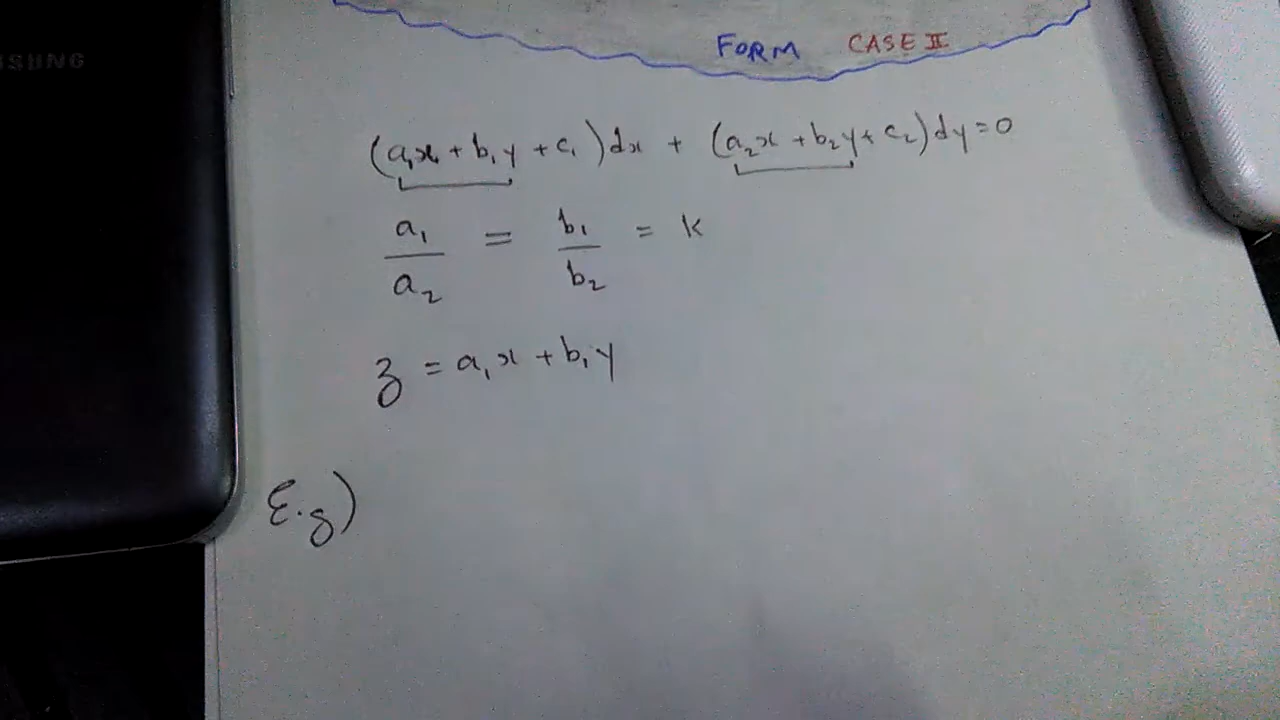 SUNG
FORM CASE II
(a₁x + b₁y + c₁)dx + (a₂x + b₂y + c₂)dy = 0
a₁/a₂ = b₁/b₂ = k
z = a₁x + b₁y
E.g)